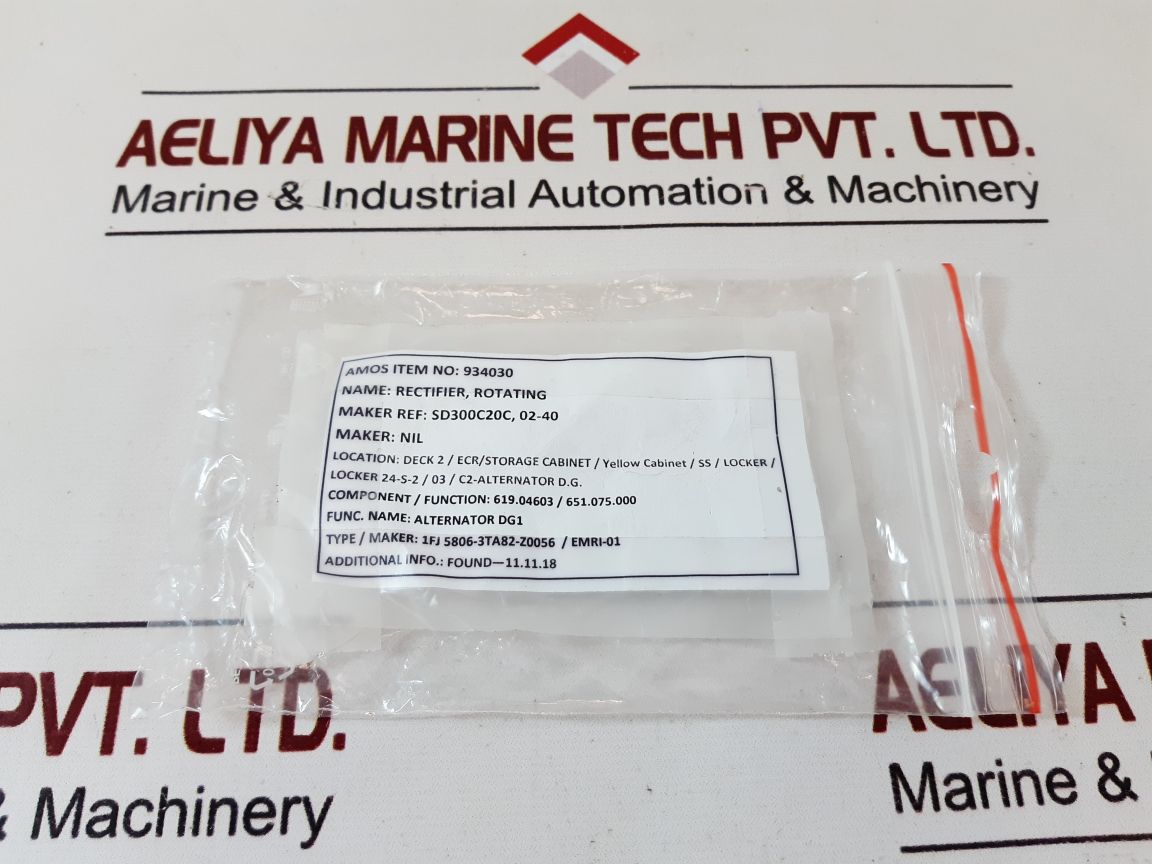 AELIYA MARINE TECH PVT. LTD.
Marine & Industrial Automation & Machinery
AMOS ITEM NO: 934030
NAME: RECTIFIER, ROTATING
MAKER REF: SD300C20C, 02-40
MAKER: NIL
LOCATION: DECK 2 / ECR/STORAGE CABINET / Yellow Cabinet / SS / LOCKER /
LOCKER 24-S-2 / 03 / C2-ALTERNATOR D.G.
COMPONENT / FUNCTION: 619.04603 / 651.075.000
FUNC. NAME: ALTERNATOR DG1
TYPE / MAKER: 1FJ 5806-3TA82-Z0056 / EMRI-01
ADDITIONAL INFO.: FOUND—11.11.18
PVT. LTD.
& Machinery
AELIYA
Marine &